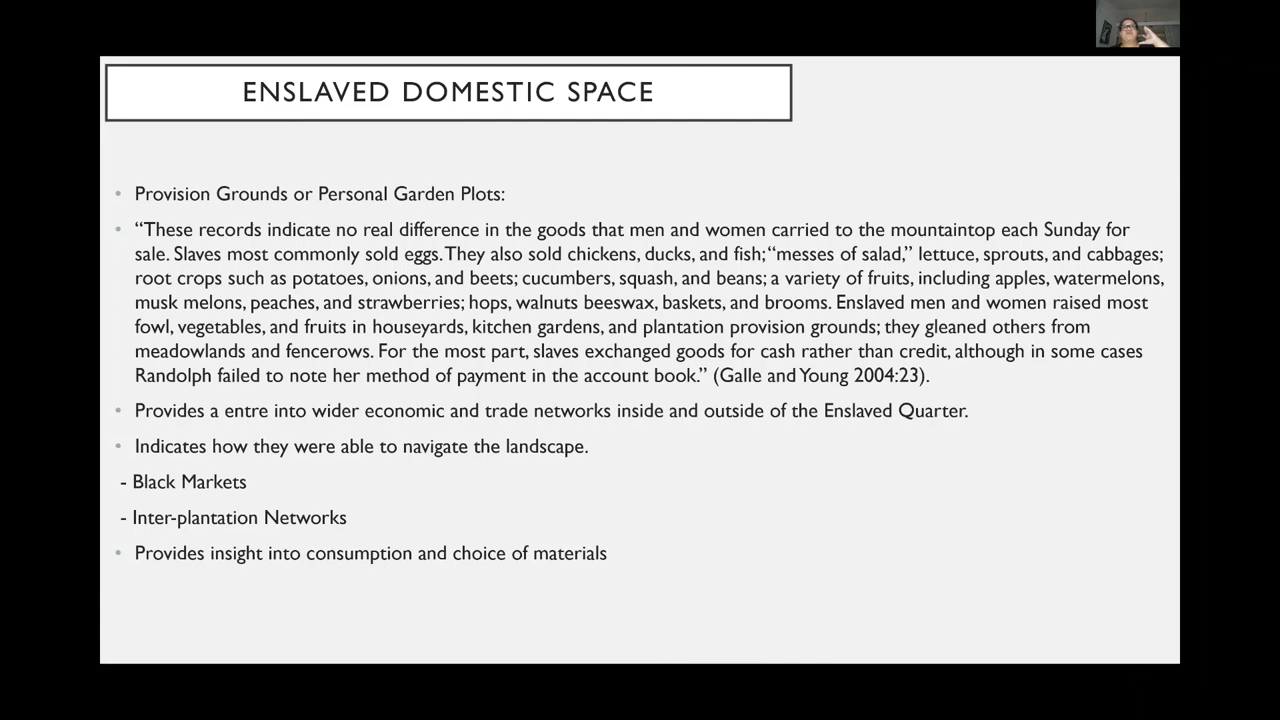 ENSLAVED DOMESTIC SPACE
• Provision Grounds or Personal Garden Plots:
• “These records indicate no real difference in the goods that men and women carried to the mountaintop each Sunday for
sale. Slaves most commonly sold eggs. They also sold chickens, ducks, and fish; “messes of salad,” lettuce, sprouts, and cabbages;
root crops such as potatoes, onions, and beets; cucumbers, squash, and beans; a variety of fruits, including apples, watermelons,
musk melons, peaches, and strawberries; hops, walnuts beeswax, baskets, and brooms. Enslaved men and women raised most
fowl, vegetables, and fruits in houseyards, kitchen gardens, and plantation provision grounds; they gleaned others from
meadowlands and fencerows. For the most part, slaves exchanged goods for cash rather than credit, although in some cases
Randolph failed to note her method of payment in the account book.” (Galle and Young 2004:23).
• Provides a entre into wider economic and trade networks inside and outside of the Enslaved Quarter.
• Indicates how they were able to navigate the landscape.
- Black Markets
- Inter-plantation Networks
• Provides insight into consumption and choice of materials